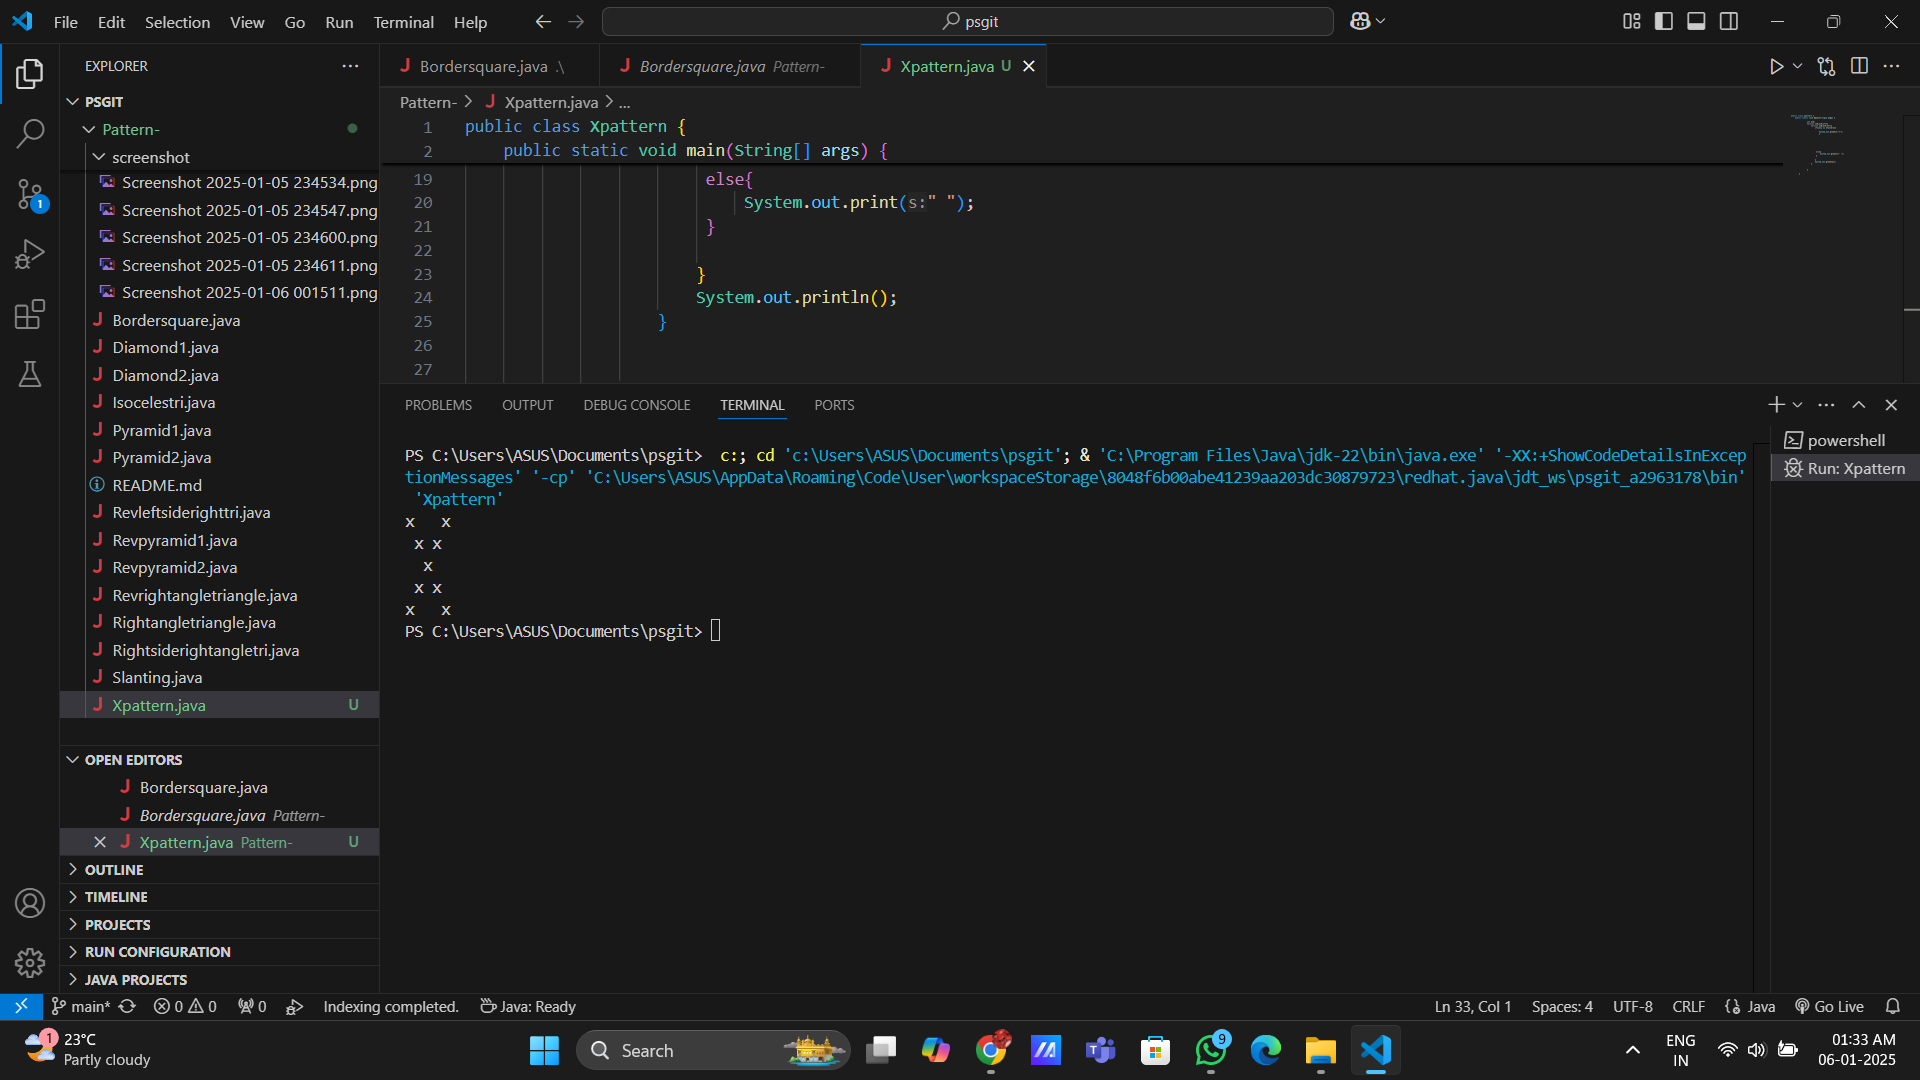 File Edit Selection View Go Run Terminal Help
psgit
EXPLORER
PSGIT
Pattern-
screenshot
Screenshot 2025-01-05 234534.png
Screenshot 2025-01-05 234547.png
Screenshot 2025-01-05 234600.png
Screenshot 2025-01-05 234611.png
Screenshot 2025-01-06 001511.png
Bordersquare.java
Diamond1.java
Diamond2.java
Isocelestri.java
Pyramid1.java
Pyramid2.java
README.md
Revleftsiderighttri.java
Revpyramid1.java
Revpyramid2.java
Revrightangletriangle.java
Rightangletriangle.java
Rightsiderightangletri.java
Slanting.java
Xpattern.java U
OPEN EDITORS
Bordersquare.java
Bordersquare.java Pattern-
Xpattern.java Pattern- U
OUTLINE
TIMELINE
PROJECTS
RUN CONFIGURATION
JAVA PROJECTS
1
Bordersquare.java .\
Bordersquare.java Pattern-
Xpattern.java U
Pattern- > Xpattern.java > ...
1 public class Xpattern {
2 public static void main(String[] args) {
19 else{
20 System.out.print(s:" ");
21 }
22
23 }
24 System.out.println();
25 }
26
27
PROBLEMS OUTPUT DEBUG CONSOLE TERMINAL PORTS
PS C:\Users\ASUS\Documents\psgit>  c:; cd 'c:\Users\ASUS\Documents\psgit'; & 'C:\Program Files\Java\jdk-22\bin\java.exe' '-XX:+ShowCodeDetailsInExcep
tionMessages' '-cp' 'C:\Users\ASUS\AppData\Roaming\Code\User\workspaceStorage\8048f6b00abe41239aa203dc30879723\redhat.java\jdt_ws\psgit_a2963178\bin'
 'Xpattern'
x   x
 x x
  x
 x x
x   x
PS C:\Users\ASUS\Documents\psgit>
powershell
Run: Xpattern
main* 0 0 0 Indexing completed. Java: Ready
Ln 33, Col 1 Spaces: 4 UTF-8 CRLF Java Go Live
1
23°C
Partly cloudy
Search
9
ENG
IN
01:33 AM
06-01-2025